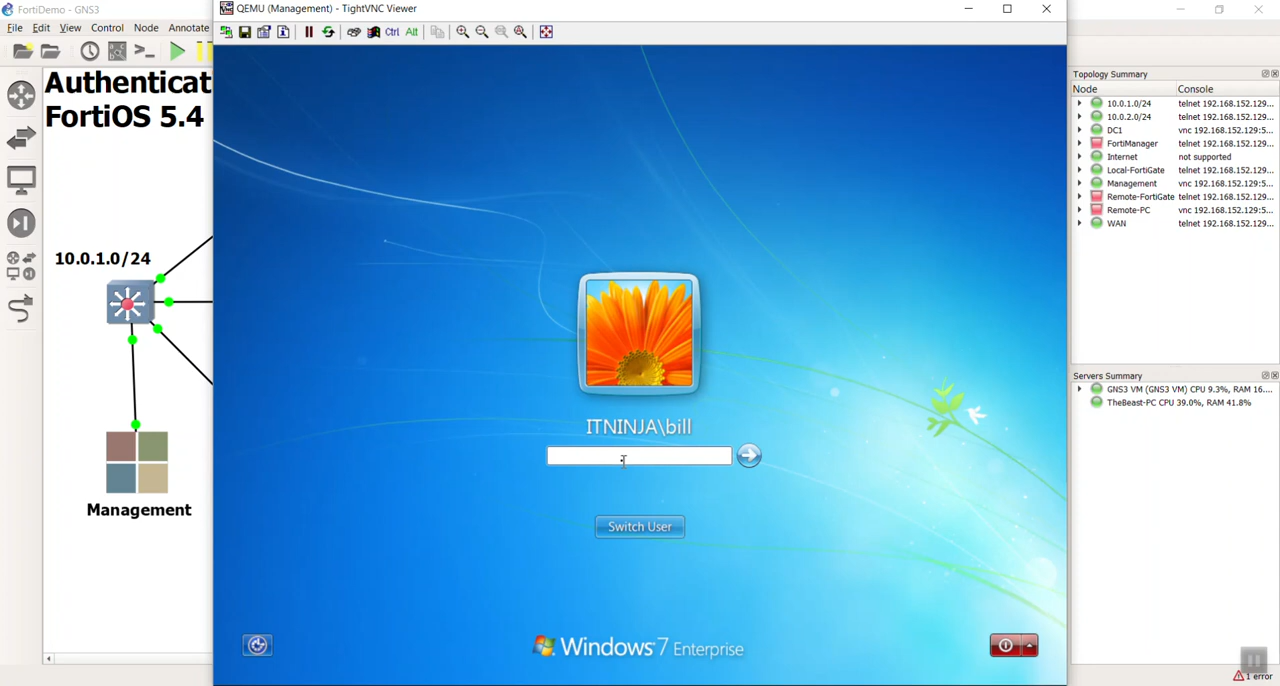 FortiDemo - GNS3
File Edit View Control Node Annotate
Authenticat
FortiOS 5.4
10.0.1.0/24
Management
QEMU (Management) - TightVNC Viewer
Ctrl Alt
ITNINJA\bill
Switch User
Windows 7 Enterprise
Topology Summary
Node Console
10.0.1.0/24 telnet 192.168.152.129...
10.0.2.0/24 telnet 192.168.152.129...
DC1 vnc 192.168.152.129:5...
FortiManager telnet 192.168.152.129...
Internet not supported
Local-FortiGate telnet 192.168.152.129...
Management vnc 192.168.152.129:5...
Remote-FortiGate telnet 192.168.152.129...
Remote-PC vnc 192.168.152.129:5...
WAN telnet 192.168.152.129...
Servers Summary
GNS3 VM (GNS3 VM) CPU 9.3%, RAM 16....
TheBeast-PC CPU 39.0%, RAM 41.8%
1 error